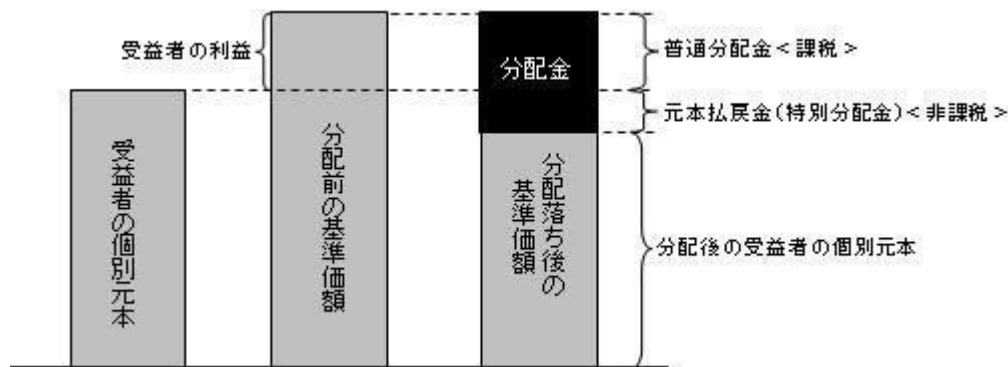 受益者の利益
分配金
普通分配金<課税>
元本払戻金(特別分配金)<非課税>
受益者の個別元本
分配前の基準価額
分配落ち後の
基準価額
分配後の受益者の個別元本